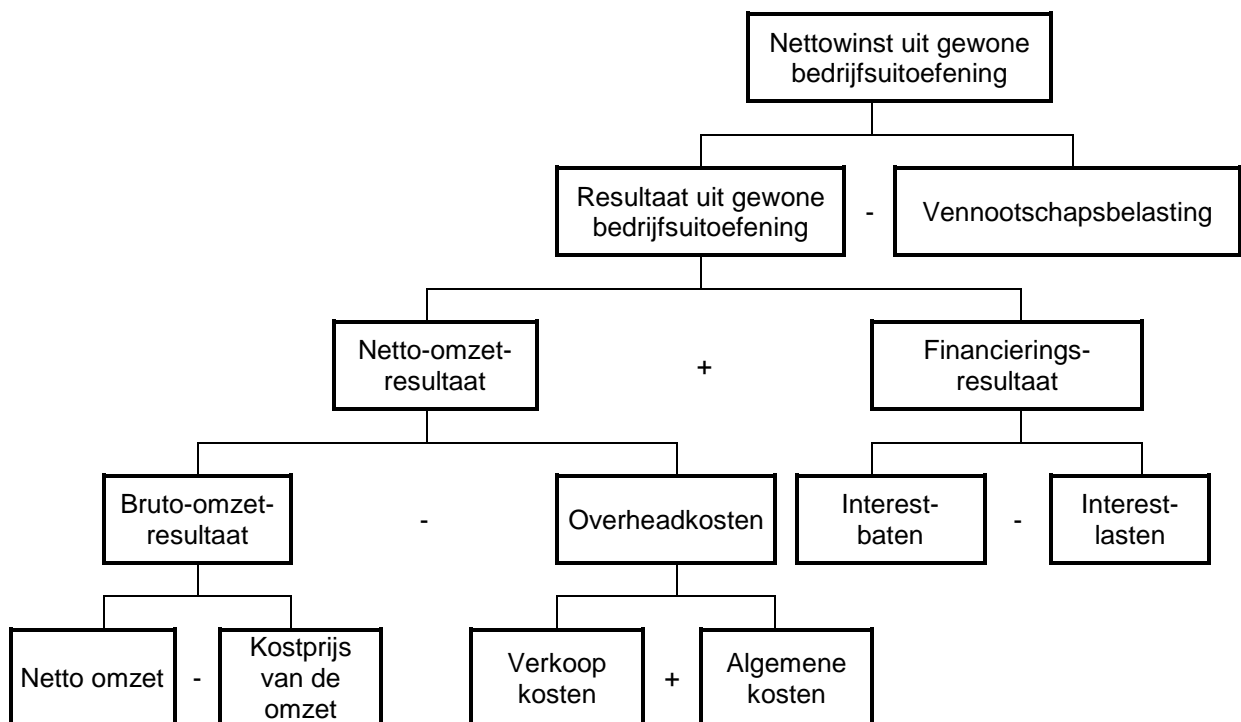 Nettowinst uit gewone
bedrijfsuitoefening
Resultaat uit gewone
bedrijfsuitoefening
-
Vennootschapsbelasting
Netto-omzet-
resultaat
+
Financierings-
resultaat
Bruto-omzet-
resultaat
-
Overheadkosten
Interest-
baten
-
Interest-
lasten
Netto omzet
-
Kostprijs
van de
omzet
Verkoop
kosten
+
Algemene
kosten